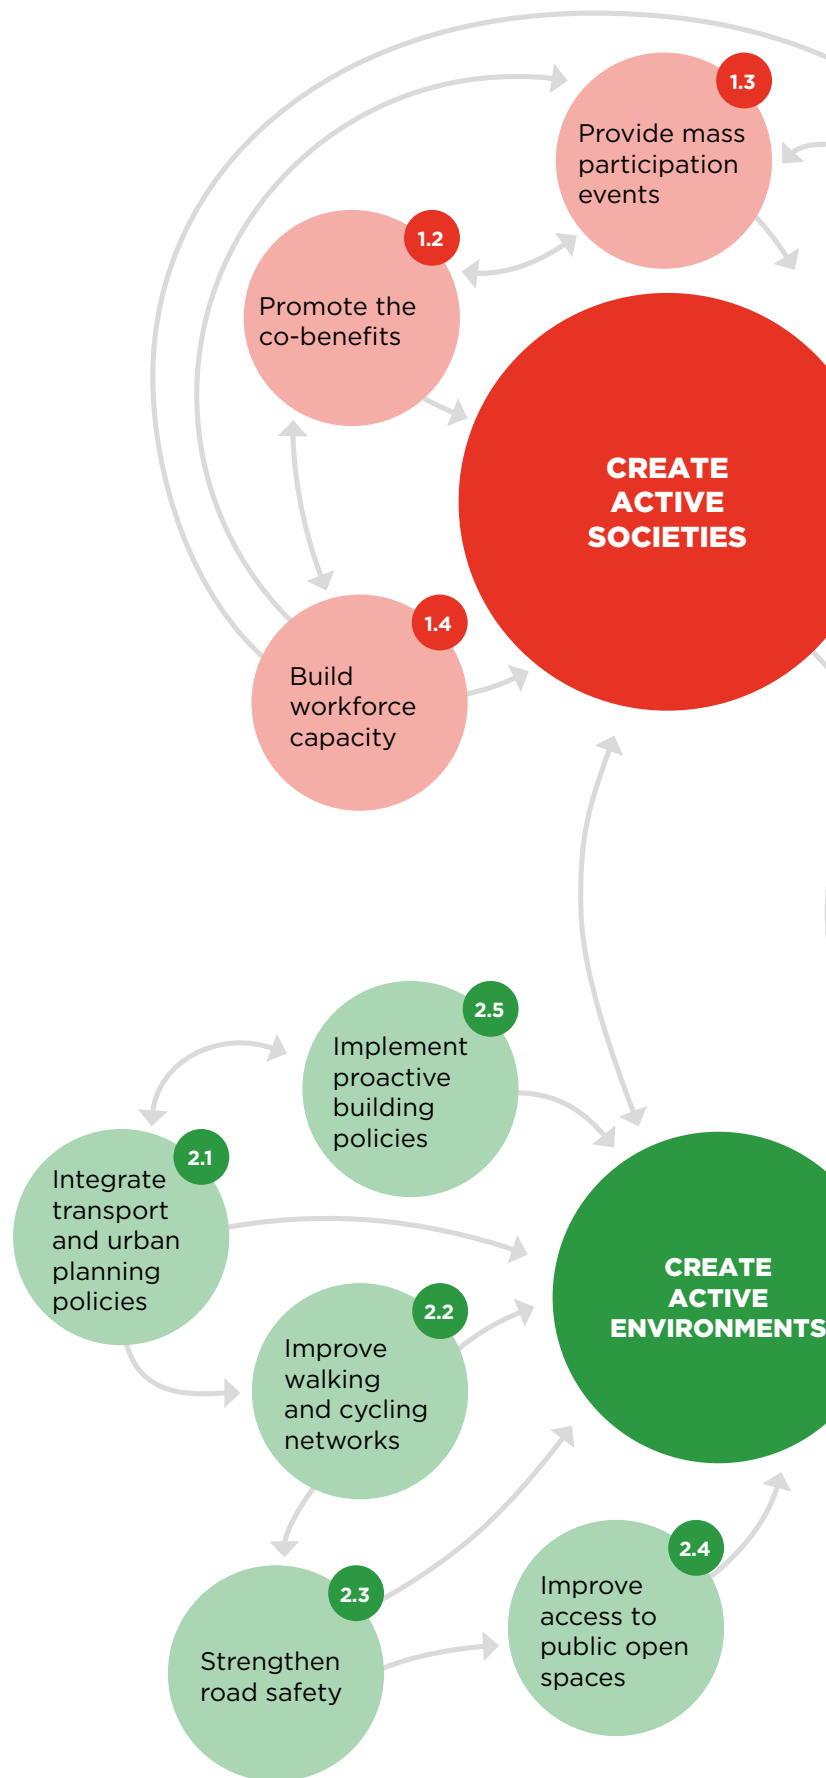 1.3
Provide mass
participation
events
1.2
Promote the
co-benefits
CREATE
ACTIVE
SOCIETIES
1.4
Build
workforce
capacity
2.5
Implement
proactive
building
policies
2.1
Integrate
transport
and urban
planning
policies
CREATE
ACTIVE
ENVIRONMENTS
2.2
Improve
walking
and cycling
networks
2.4
Improve
access to
public open
spaces
2.3
Strengthen
road safety